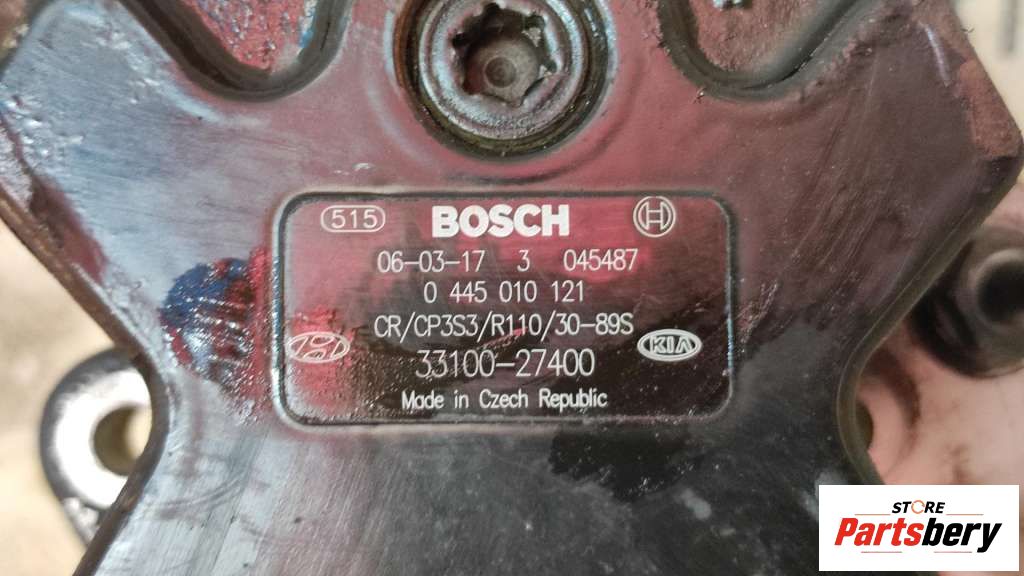 515 BOSCH
06-03-17 3 045487
0 445 010 121
CR/CP3S3/R110/30-89S
33100-27400 KIA
Made in Czech Republic
STORE
Partsbery